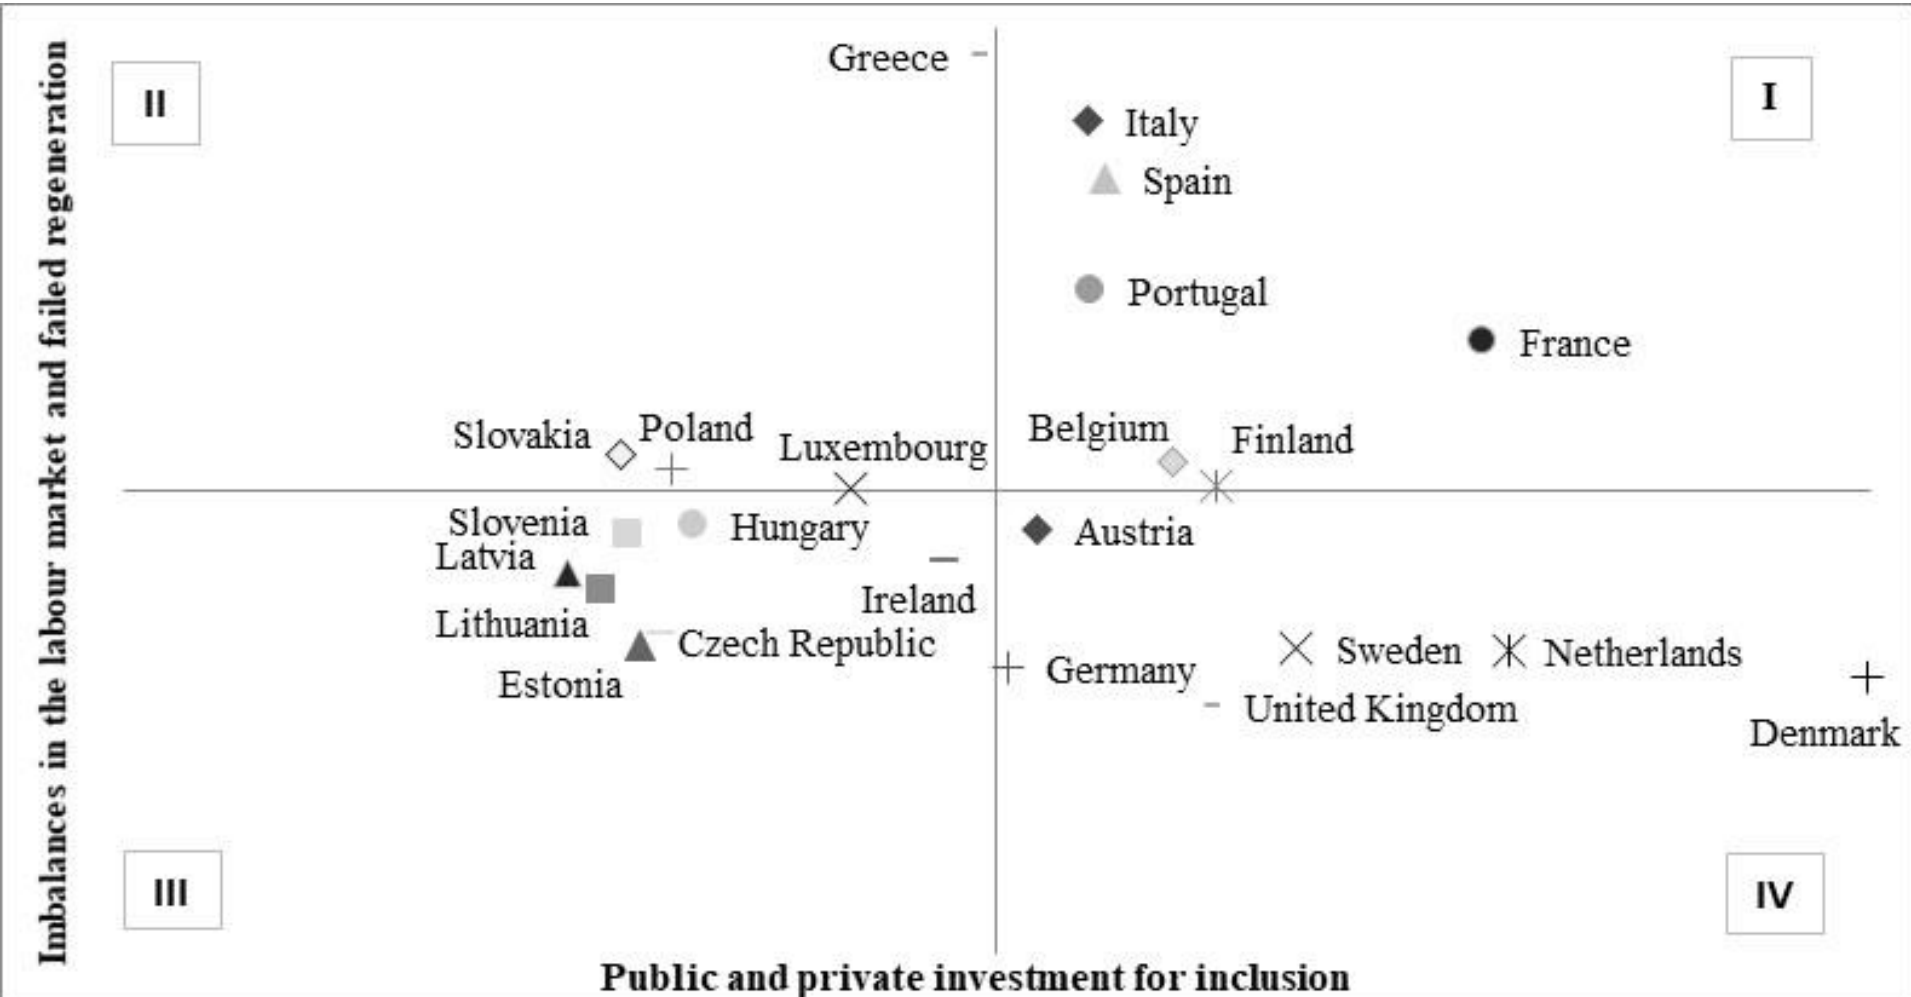 Imbalances in the labour market and failed regeneration
II
Greece
I
Italy
Spain
Portugal
France
Slovakia
Poland
Luxembourg
Belgium
Finland
Slovenia
Hungary
Austria
Latvia
Ireland
Lithuania
Czech Republic
Estonia
Germany
Sweden
Netherlands
United Kingdom
Denmark
III
IV
Public and private investment for inclusion